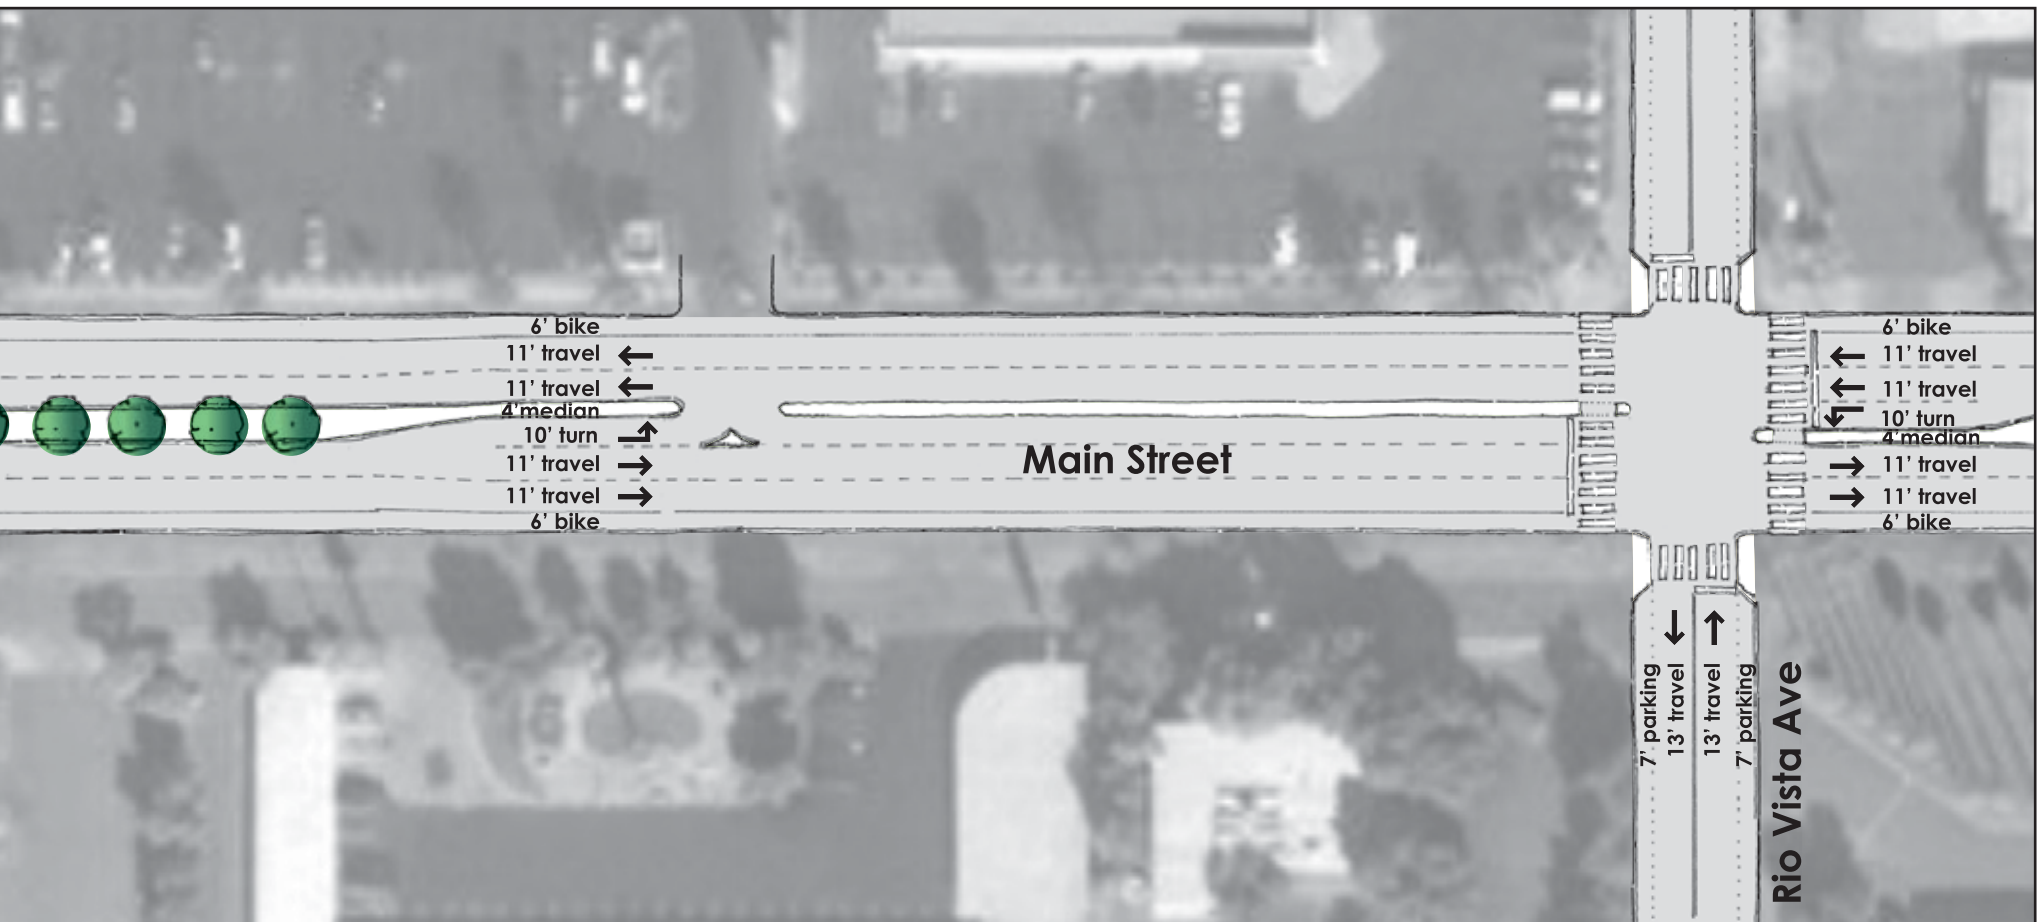 6’ bike
11’ travel
11’ travel
4’median
10’ turn
11’ travel
11’ travel
6’ bike
Main Street
6’ bike
11’ travel
11’ travel
10’ turn
4’median
11’ travel
11’ travel
6’ bike
7’ parking
13’ travel
13’ travel
7’ parking
Rio Vista Ave